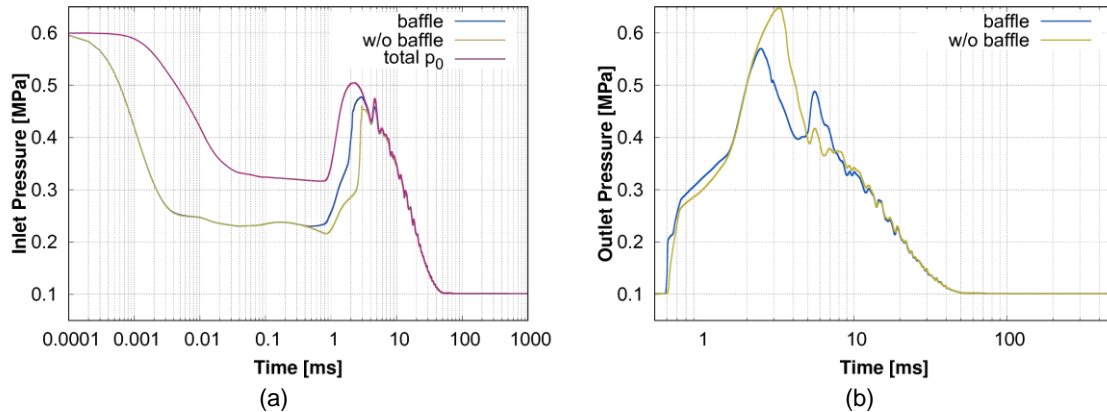 baffle
w/o baffle
total p0
Inlet Pressure [MPa]
0.6
0.5
0.4
0.3
0.2
0.1
0.0001 0.001 0.01 0.1 1 10 100 1000
Time [ms]
(a)
baffle
w/o baffle
Outlet Pressure [MPa]
0.6
0.5
0.4
0.3
0.2
0.1
1 10 100
Time [ms]
(b)